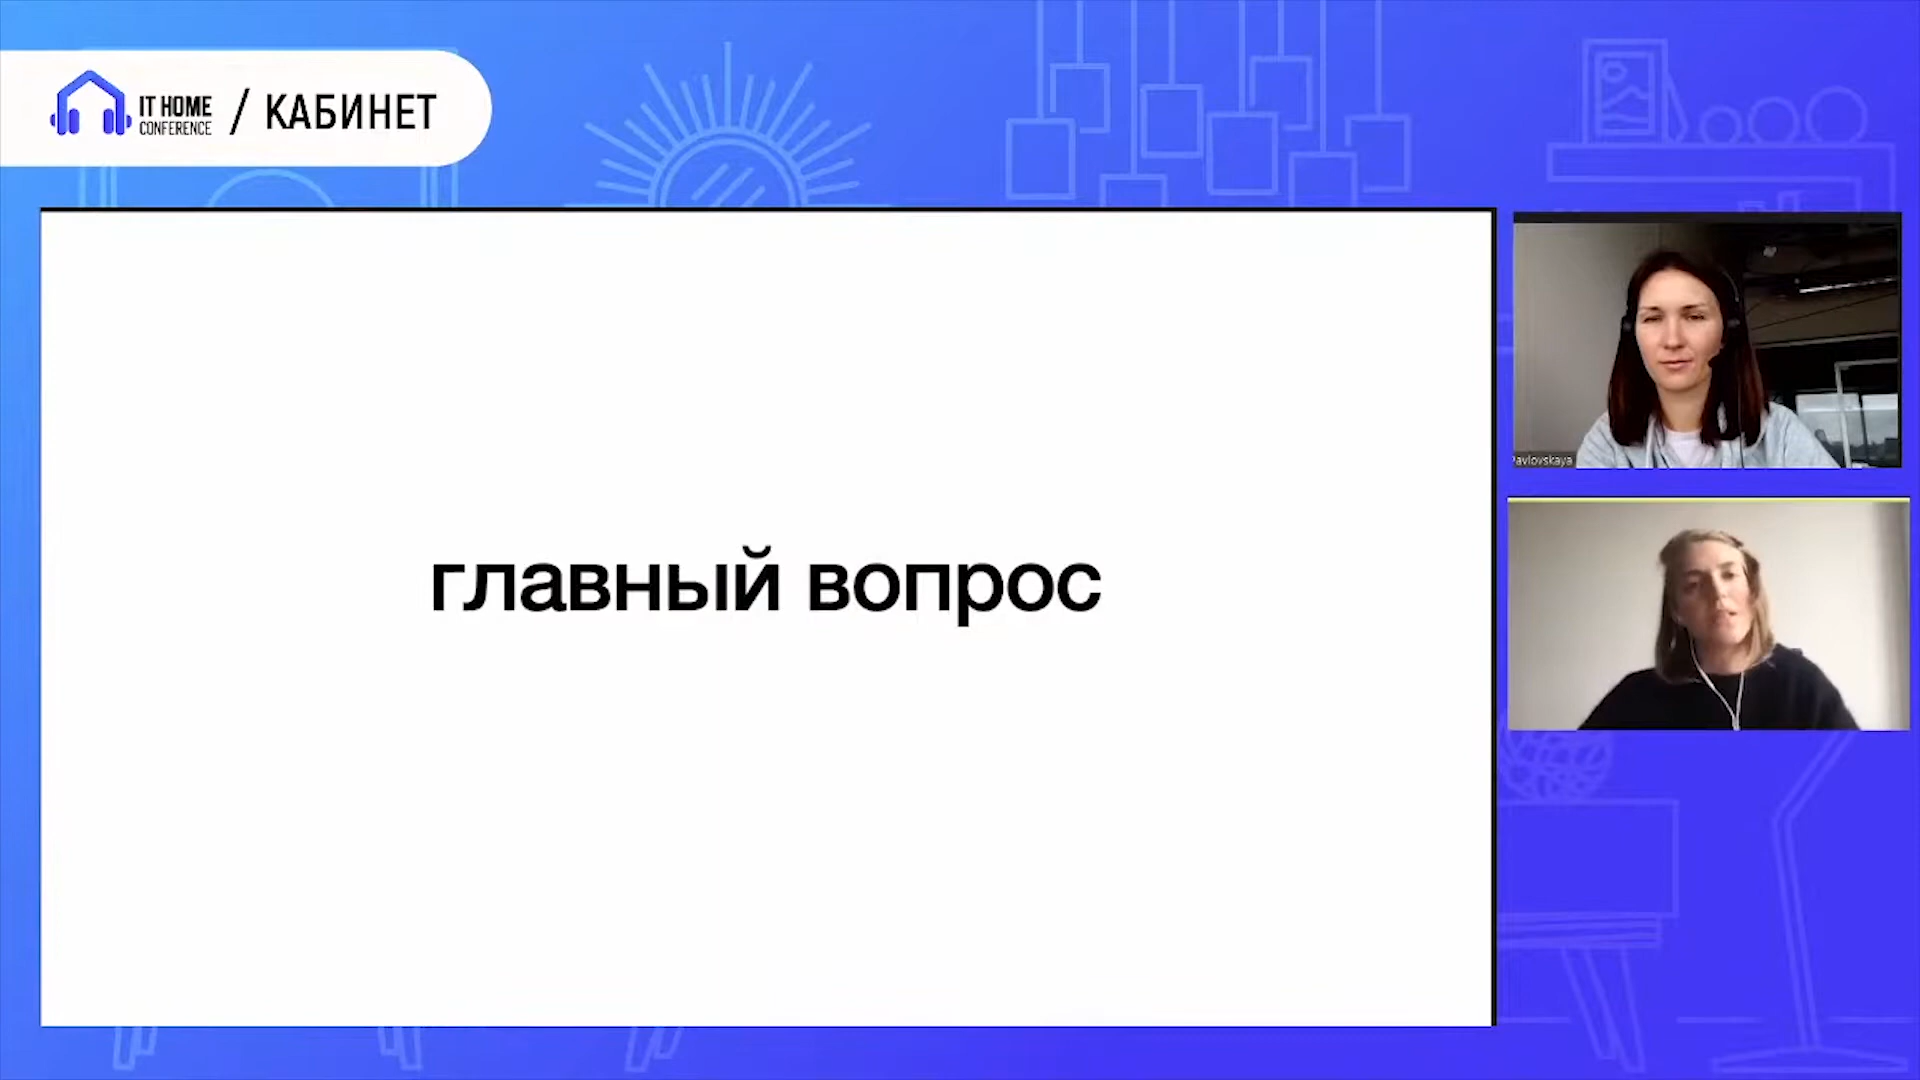 IT HOME
CONFERENCE
/ КАБИНЕТ
главный вопрос
Pavlovskaya